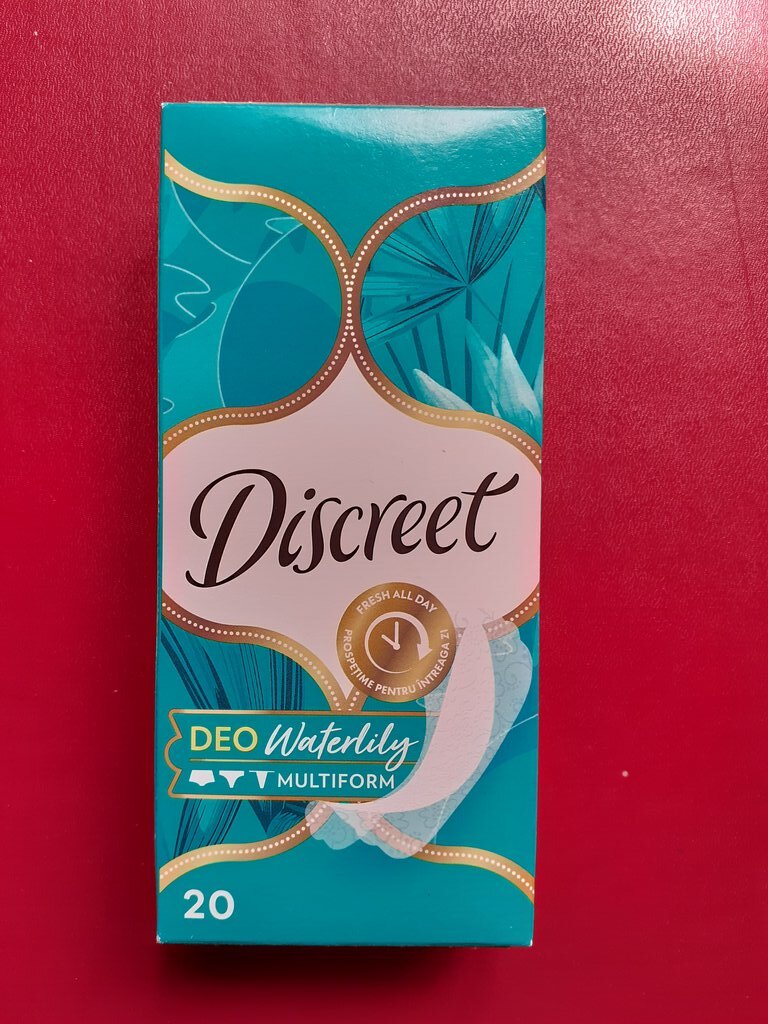 Discreet
FRESH ALL DAY
PROSPEȚIME PENTRU ÎNTREAGA ZI
DEO Waterlily
MULTIFORM
20